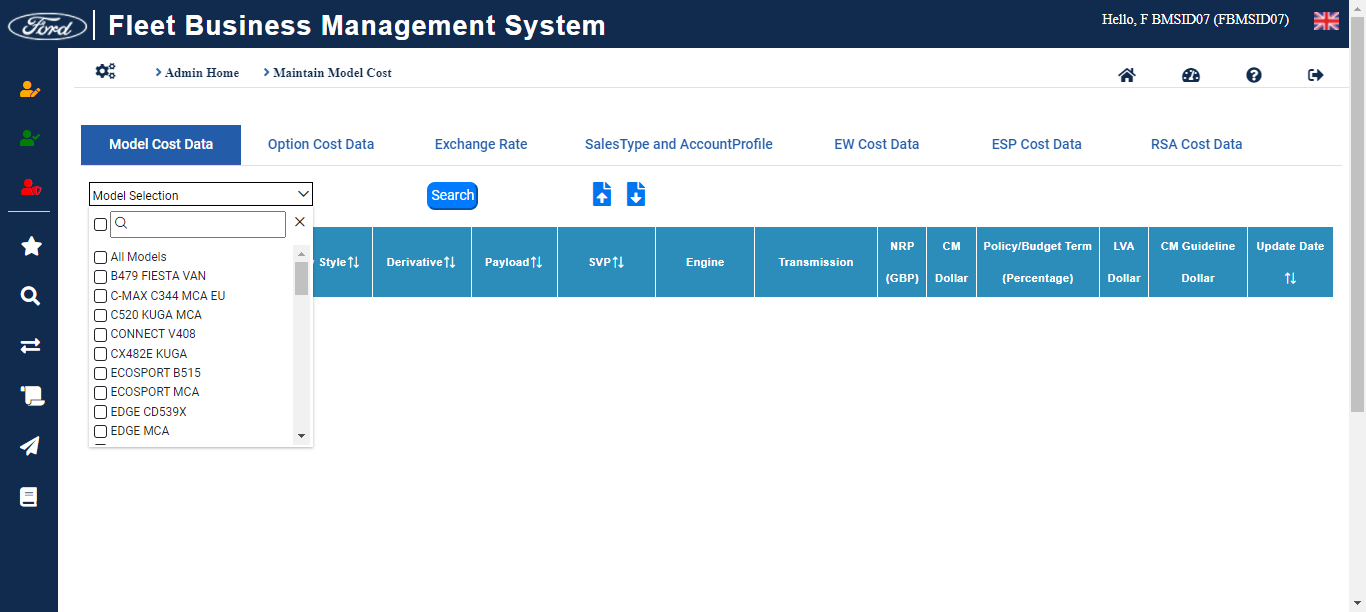 Ford
Fleet Business Management System
Hello, F BMSID07 (FBMSID07)
Admin Home
Maintain Model Cost
Model Cost Data
Option Cost Data
Exchange Rate
SalesType and AccountProfile
EW Cost Data
ESP Cost Data
RSA Cost Data
Model Selection
Search
All Models
B479 FIESTA VAN
C-MAX C344 MCA EU
C520 KUGA MCA
CONNECT V408
CX482E KUGA
ECOSPORT B515
ECOSPORT MCA
EDGE CD539X
EDGE MCA
Style
Derivative
Payload
SVP
Engine
Transmission
NRP
(GBP)
CM
Dollar
Policy/Budget Term
(Percentage)
LVA
Dollar
CM Guideline
Dollar
Update Date